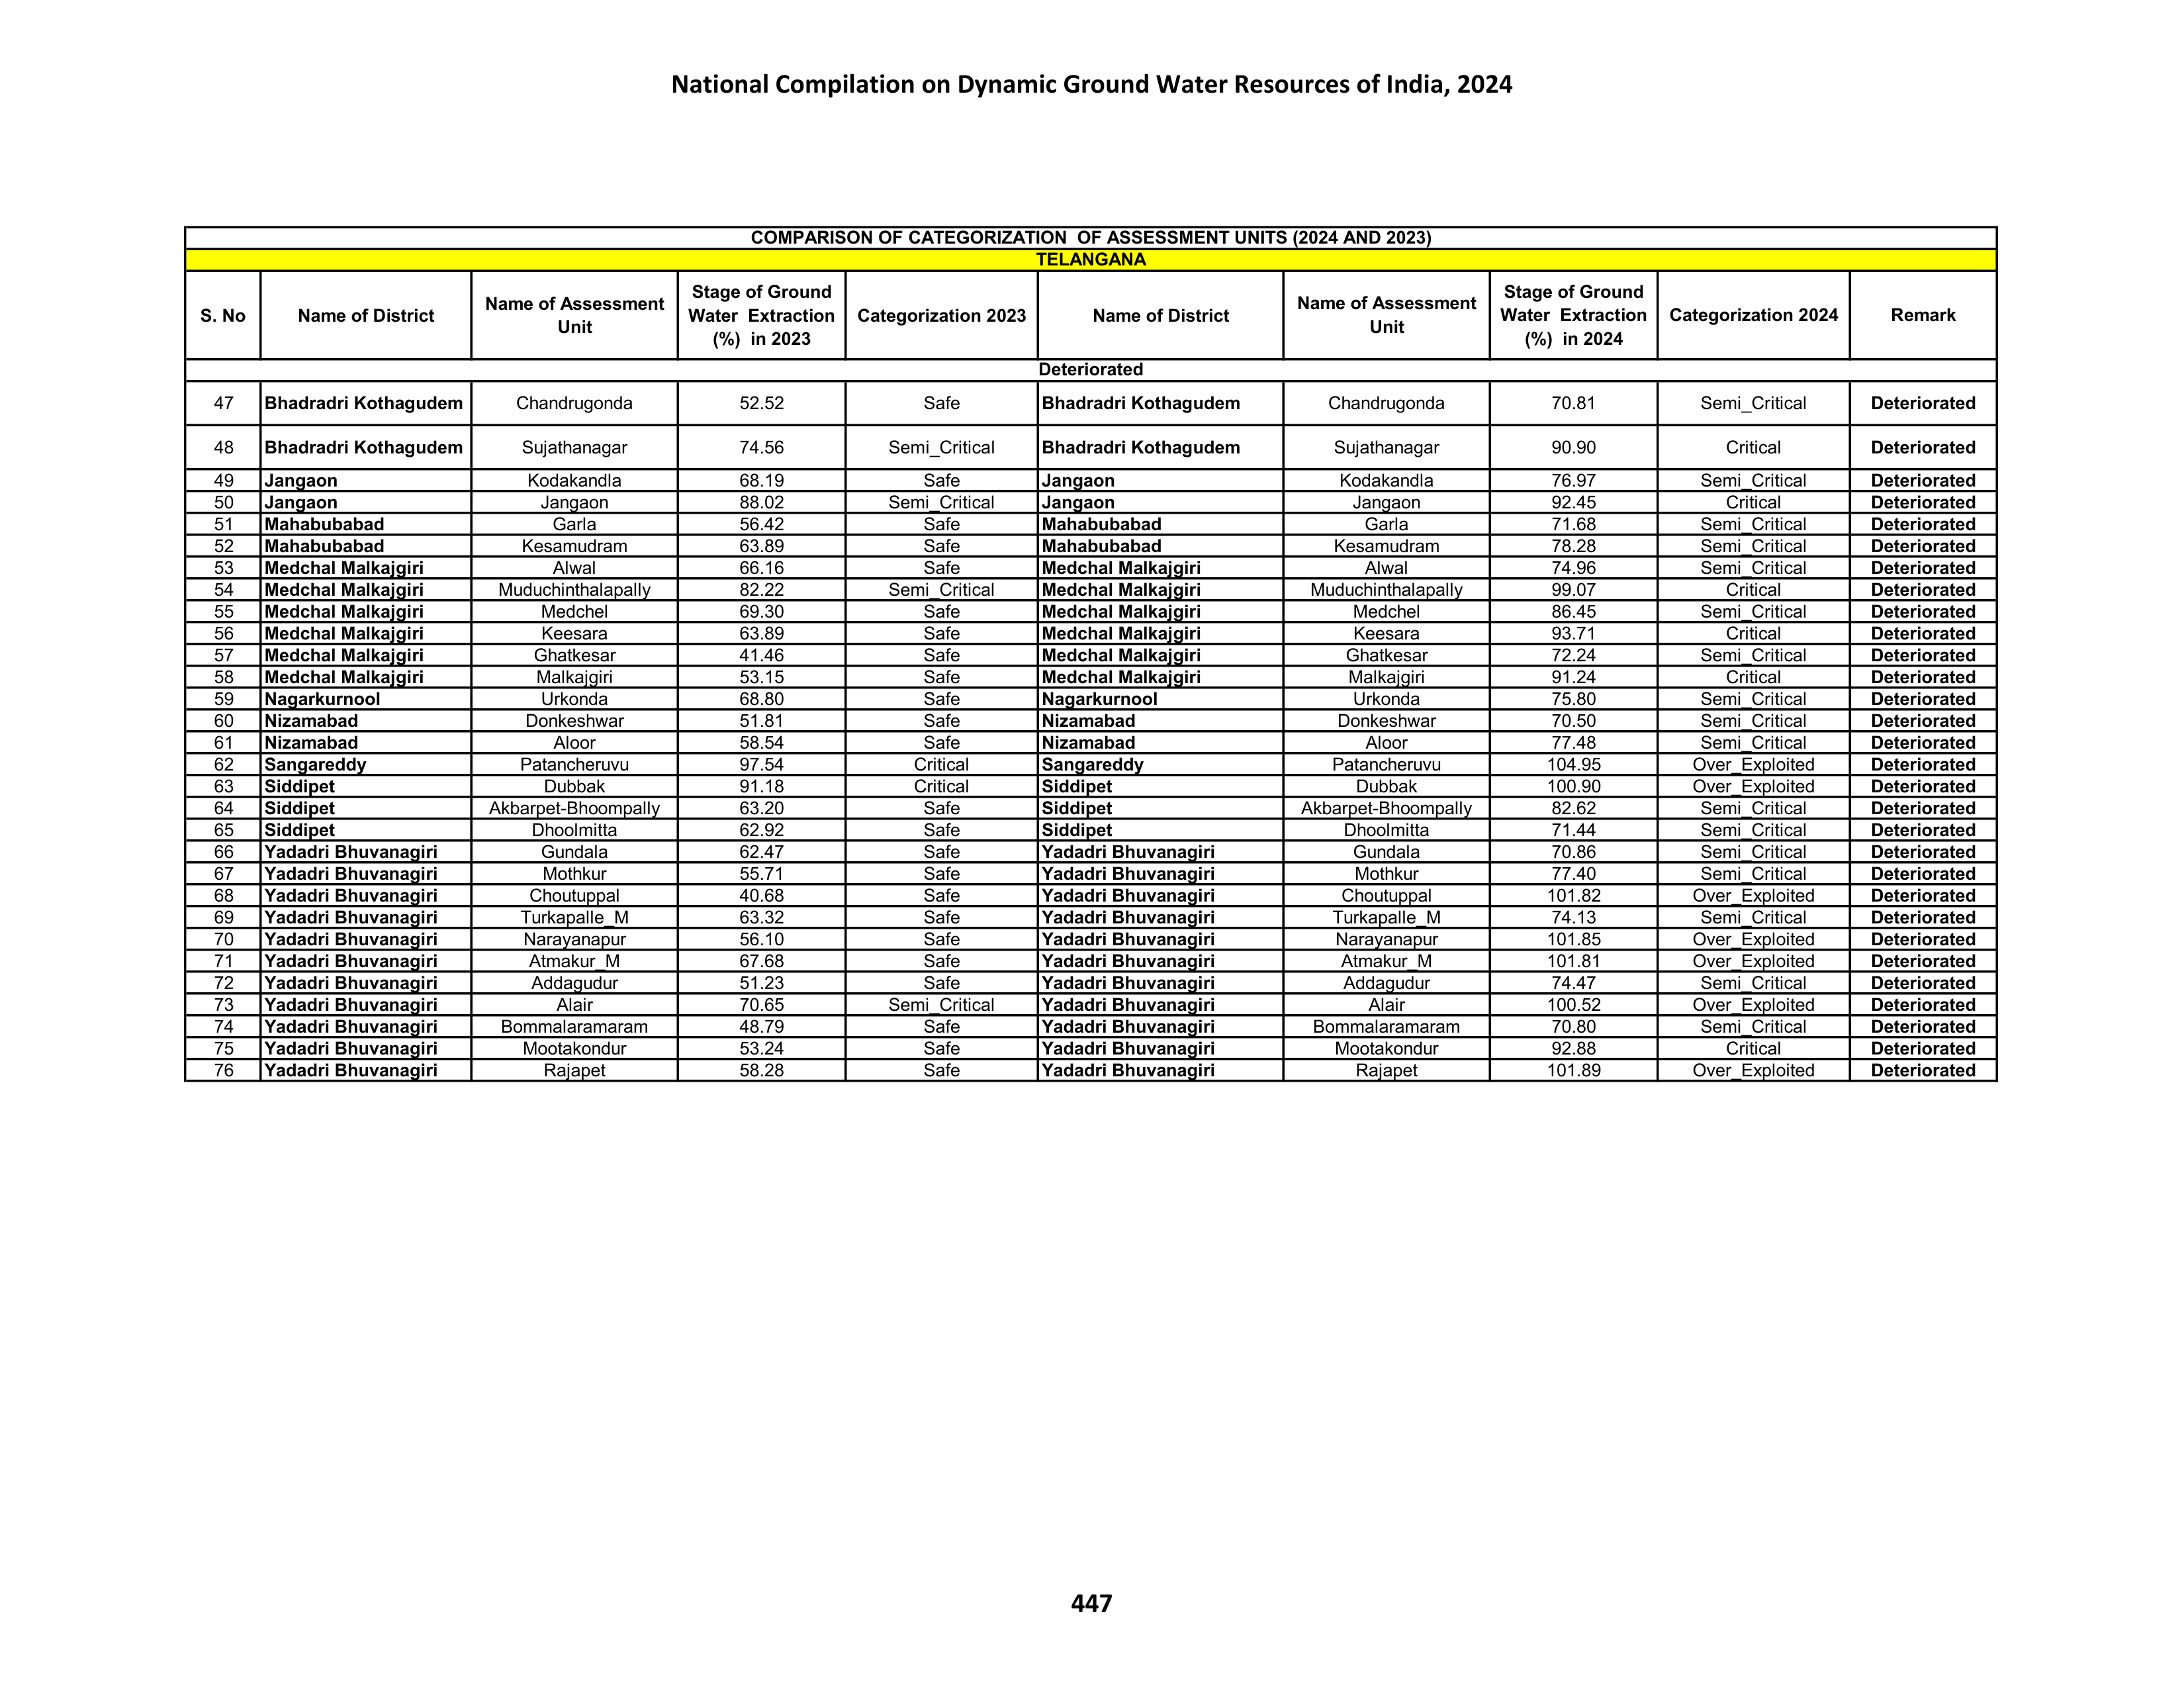 National Compilation on Dynamic Ground Water Resources of India, 2024
COMPARISON OF CATEGORIZATION OF ASSESSMENT UNITS (2024 AND 2023)
TELANGANA
S. No Name of District Name of Assessment Unit Stage of Ground Water Extraction (%) in 2023 Categorization 2023 Name of District Name of Assessment Unit Stage of Ground Water Extraction (%) in 2024 Categorization 2024 Remark
Deteriorated
47 Bhadradri Kothagudem Chandrugonda 52.52 Safe Bhadradri Kothagudem Chandrugonda 70.81 Semi_Critical Deteriorated
48 Bhadradri Kothagudem Sujathanagar 74.56 Semi_Critical Bhadradri Kothagudem Sujathanagar 90.90 Critical Deteriorated
49 Jangaon Kodakandla 68.19 Safe Jangaon Kodakandla 76.97 Semi_Critical Deteriorated
50 Jangaon Jangaon 88.02 Semi_Critical Jangaon Jangaon 92.45 Critical Deteriorated
51 Mahabubabad Garla 56.42 Safe Mahabubabad Garla 71.68 Semi_Critical Deteriorated
52 Mahabubabad Kesamudram 63.89 Safe Mahabubabad Kesamudram 78.28 Semi_Critical Deteriorated
53 Medchal Malkajgiri Alwal 66.16 Safe Medchal Malkajgiri Alwal 74.96 Semi_Critical Deteriorated
54 Medchal Malkajgiri Muduchinthalapally 82.22 Semi_Critical Medchal Malkajgiri Muduchinthalapally 99.07 Critical Deteriorated
55 Medchal Malkajgiri Medchel 69.30 Safe Medchal Malkajgiri Medchel 86.45 Semi_Critical Deteriorated
56 Medchal Malkajgiri Keesara 63.89 Safe Medchal Malkajgiri Keesara 93.71 Critical Deteriorated
57 Medchal Malkajgiri Ghatkesar 41.46 Safe Medchal Malkajgiri Ghatkesar 72.24 Semi_Critical Deteriorated
58 Medchal Malkajgiri Malkajgiri 53.15 Safe Medchal Malkajgiri Malkajgiri 91.24 Critical Deteriorated
59 Nagarkurnool Urkonda 68.80 Safe Nagarkurnool Urkonda 75.80 Semi_Critical Deteriorated
60 Nizamabad Donkeshwar 51.81 Safe Nizamabad Donkeshwar 70.50 Semi_Critical Deteriorated
61 Nizamabad Aloor 58.54 Safe Nizamabad Aloor 77.48 Semi_Critical Deteriorated
62 Sangareddy Patancheruvu 97.54 Critical Sangareddy Patancheruvu 104.95 Over_Exploited Deteriorated
63 Siddipet Dubbak 91.18 Critical Siddipet Dubbak 100.90 Over_Exploited Deteriorated
64 Siddipet Akbarpet-Bhoompally 63.20 Safe Siddipet Akbarpet-Bhoompally 82.62 Semi_Critical Deteriorated
65 Siddipet Dhoolmitta 62.92 Safe Siddipet Dhoolmitta 71.44 Semi_Critical Deteriorated
66 Yadadri Bhuvanagiri Gundala 62.47 Safe Yadadri Bhuvanagiri Gundala 70.86 Semi_Critical Deteriorated
67 Yadadri Bhuvanagiri Mothkur 55.71 Safe Yadadri Bhuvanagiri Mothkur 77.40 Semi_Critical Deteriorated
68 Yadadri Bhuvanagiri Choutuppal 40.68 Safe Yadadri Bhuvanagiri Choutuppal 101.82 Over_Exploited Deteriorated
69 Yadadri Bhuvanagiri Turkapalle_M 63.32 Safe Yadadri Bhuvanagiri Turkapalle_M 74.13 Semi_Critical Deteriorated
70 Yadadri Bhuvanagiri Narayanapur 56.10 Safe Yadadri Bhuvanagiri Narayanapur 101.85 Over_Exploited Deteriorated
71 Yadadri Bhuvanagiri Atmakur_M 67.68 Safe Yadadri Bhuvanagiri Atmakur_M 101.81 Over_Exploited Deteriorated
72 Yadadri Bhuvanagiri Addagudur 51.23 Safe Yadadri Bhuvanagiri Addagudur 74.47 Semi_Critical Deteriorated
73 Yadadri Bhuvanagiri Alair 70.65 Semi_Critical Yadadri Bhuvanagiri Alair 100.52 Over_Exploited Deteriorated
74 Yadadri Bhuvanagiri Bommalaramaram 48.79 Safe Yadadri Bhuvanagiri Bommalaramaram 70.80 Semi_Critical Deteriorated
75 Yadadri Bhuvanagiri Mootakondur 53.24 Safe Yadadri Bhuvanagiri Mootakondur 92.88 Critical Deteriorated
76 Yadadri Bhuvanagiri Rajapet 58.28 Safe Yadadri Bhuvanagiri Rajapet 101.89 Over_Exploited Deteriorated
447